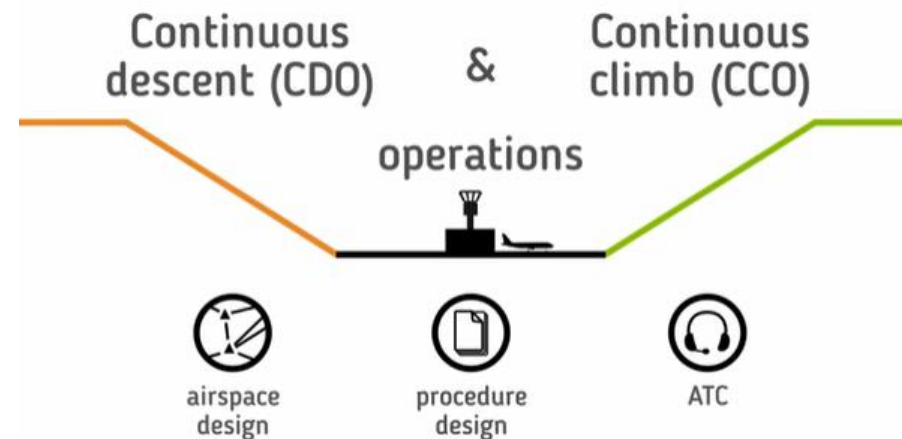 Continuous
descent (CDO)
&
Continuous
climb (CCO)
operations
airspace
design
procedure
design
ATC